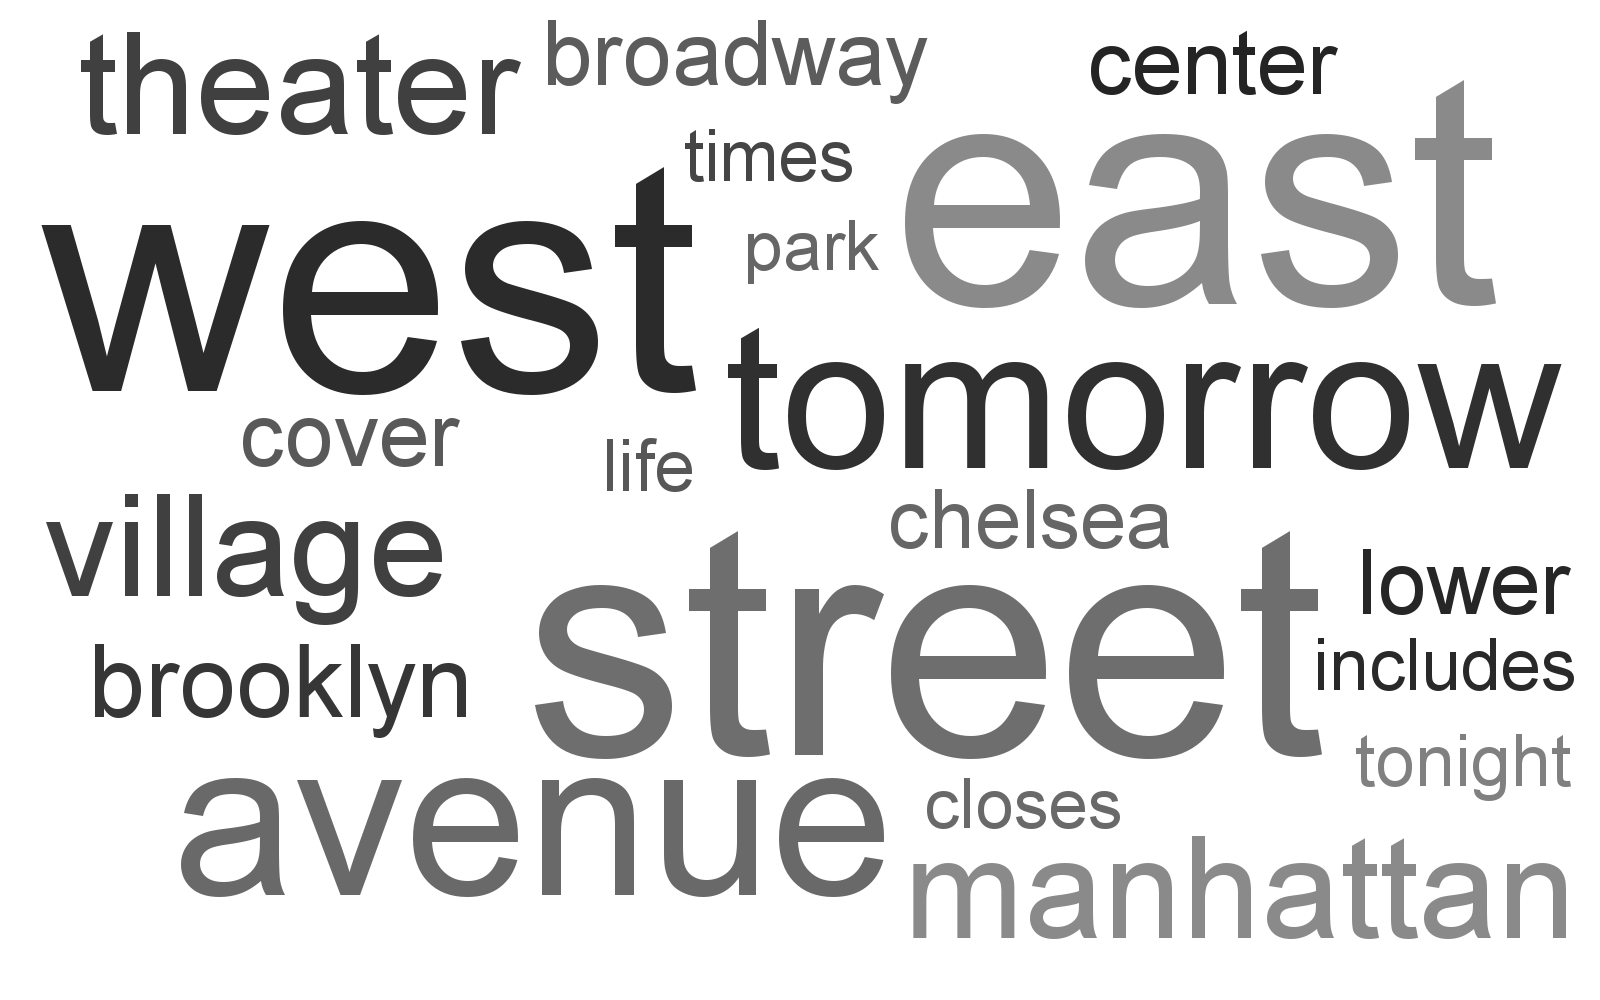 theater
broadway
center
times
east
west
park
tomorrow
cover
life
village
chelsea
street
lower
brooklyn
includes
tonight
avenue
closes
manhattan